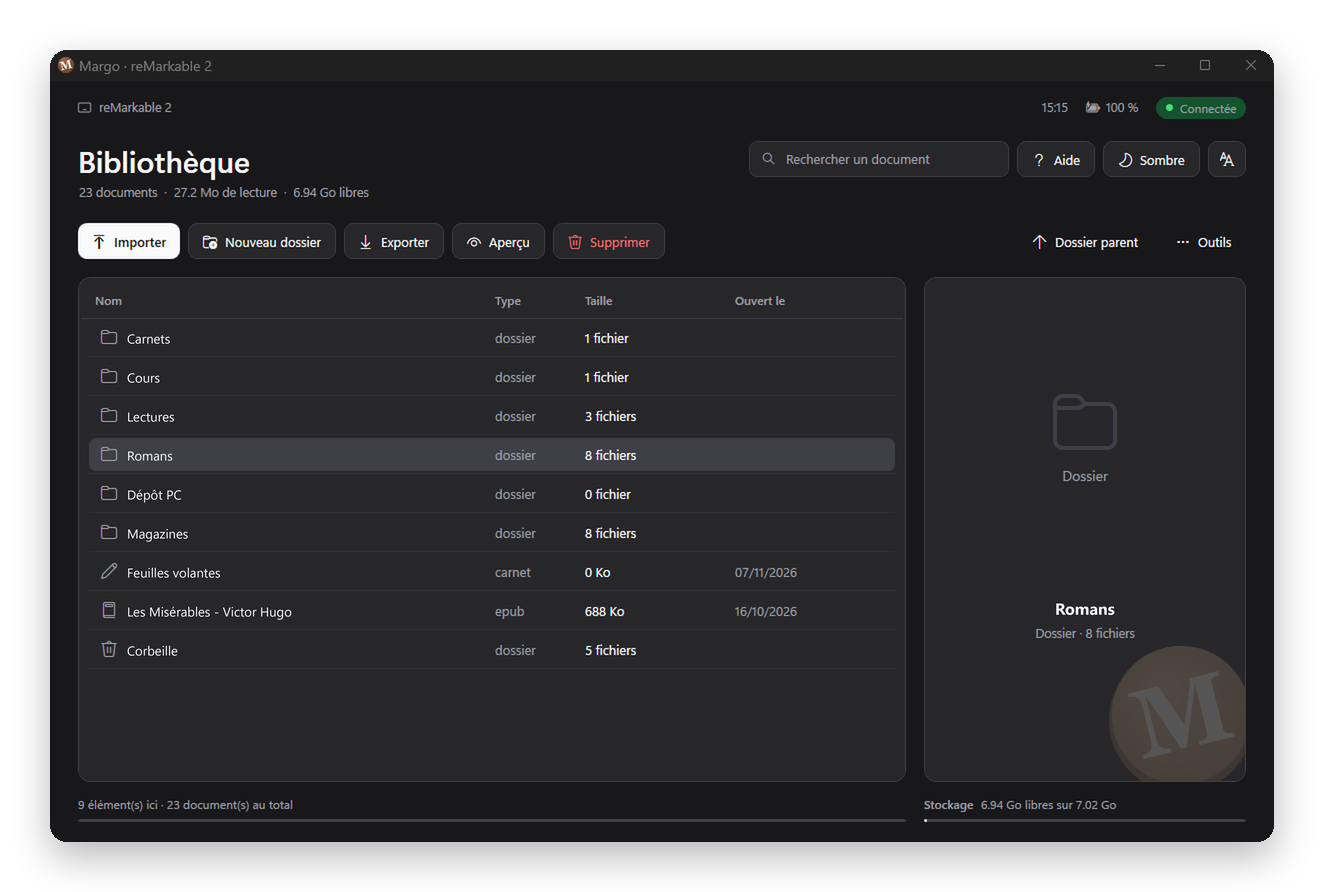 M Margo · reMarkable 2
reMarkable 2
15:15 100 % Connectée
Bibliothèque
Rechercher un document
? Aide
Sombre
AA
23 documents · 27.2 Mo de lecture · 6.94 Go libres
Importer
Nouveau dossier
Exporter
Aperçu
Supprimer
Dossier parent
Outils
Nom Type Taille Ouvert le
Carnets dossier 1 fichier
Cours dossier 1 fichier
Lectures dossier 3 fichiers
Romans dossier 8 fichiers
Dépôt PC dossier 0 fichier
Magazines dossier 8 fichiers
Feuilles volantes carnet 0 Ko 07/11/2026
Les Misérables - Victor Hugo epub 688 Ko 16/10/2026
Corbeille dossier 5 fichiers
Dossier
Romans
Dossier · 8 fichiers
M
9 élément(s) ici · 23 document(s) au total
Stockage 6.94 Go libres sur 7.02 Go